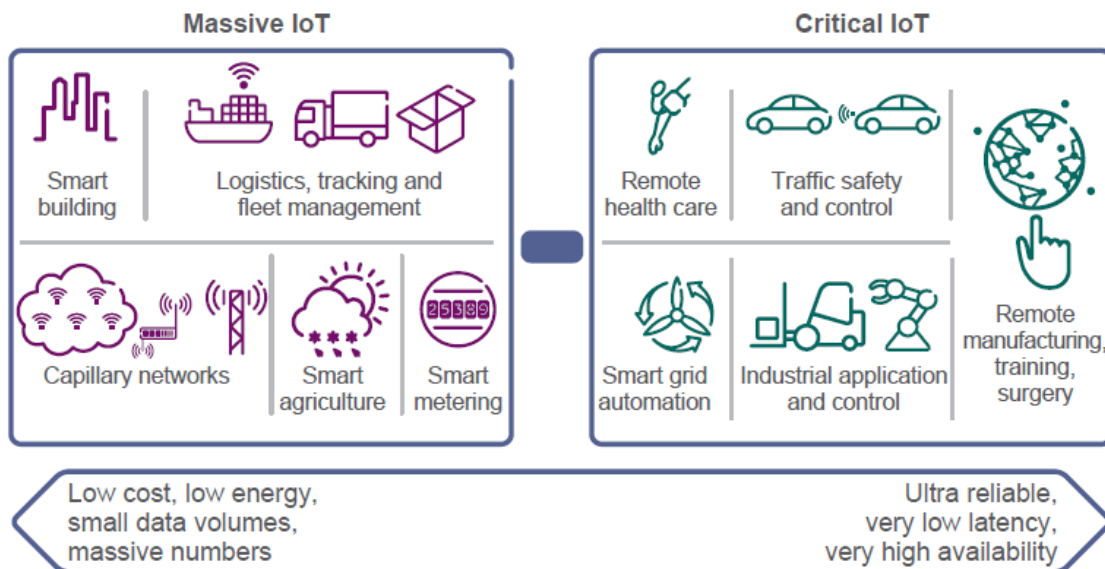 Massive IoT
Critical IoT
Smart
building
Logistics, tracking and
fleet management
Capillary networks
Smart
agriculture
25389
Smart
metering
Remote
health care
Traffic safety
and control
Smart grid
automation
Industrial application
and control
Remote
manufacturing,
training,
surgery
Low cost, low energy,
small data volumes,
massive numbers
Ultra reliable,
very low latency,
very high availability